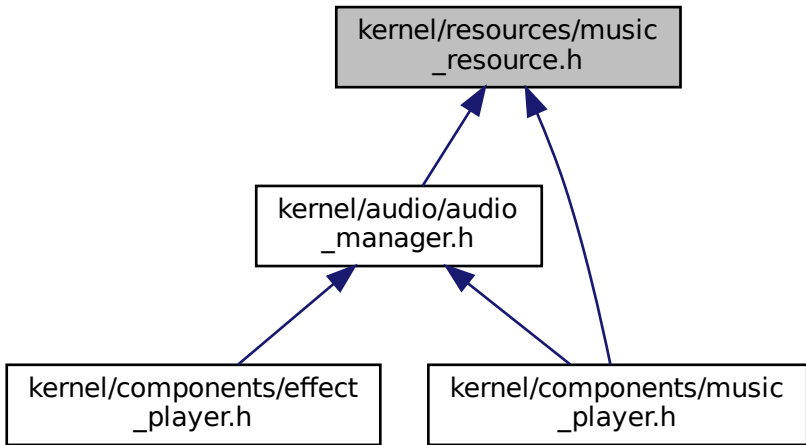 kernel/resources/music
_resource.h
kernel/audio/audio
_manager.h
kernel/components/effect
_player.h
kernel/components/music
_player.h